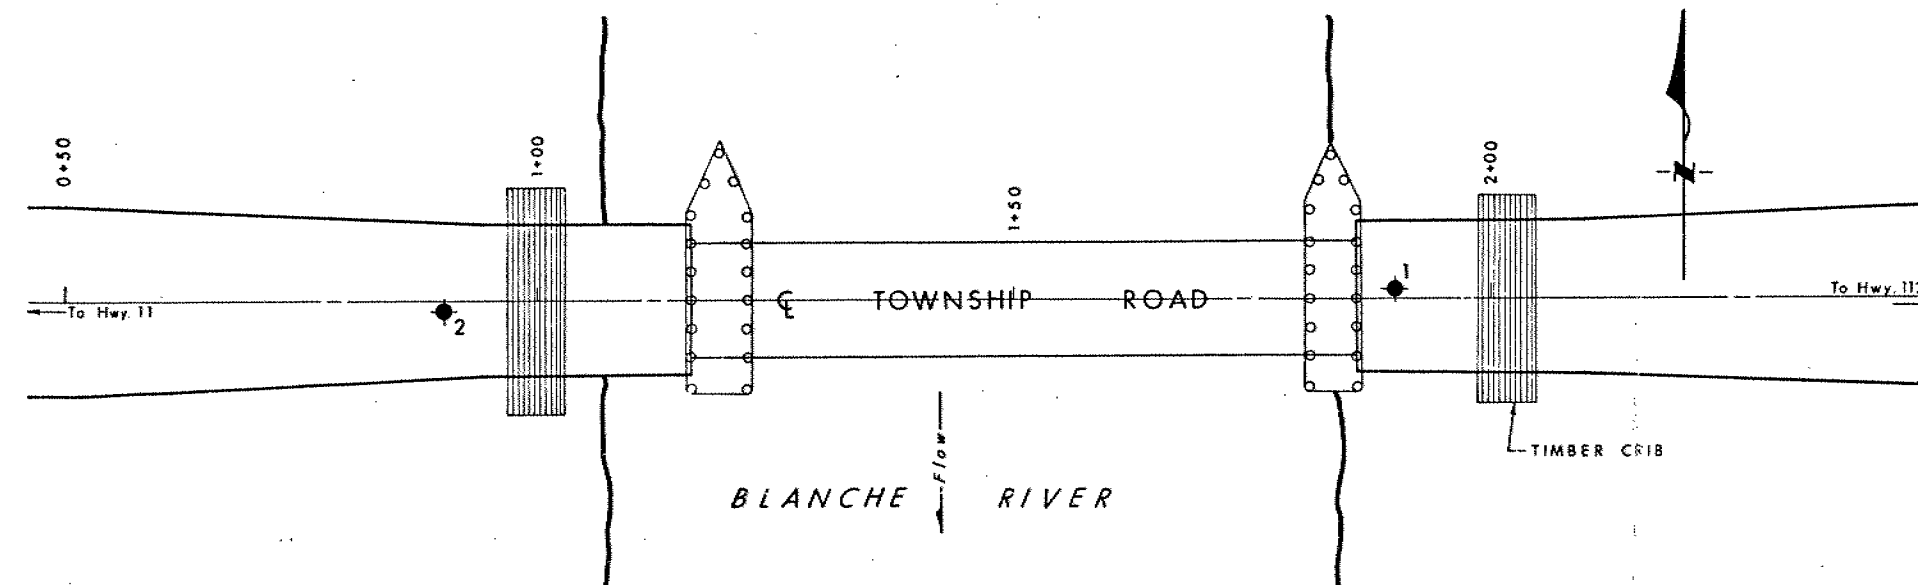 0+50
1+00
1+50
2+00
N
1
To Hwy. 11
2
℄ TOWNSHIP ROAD
To Hwy. 11
TIMBER CRIB
Flow
BLANCHE RIVER